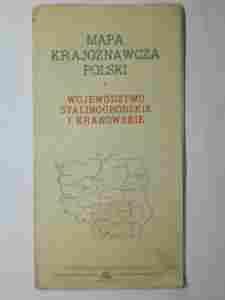 MAPA
KRAJOZNAWCZA
POLSKI
WOJEWÓDZTWO
STALINOGRODZKIE
I KRAKOWSKIE